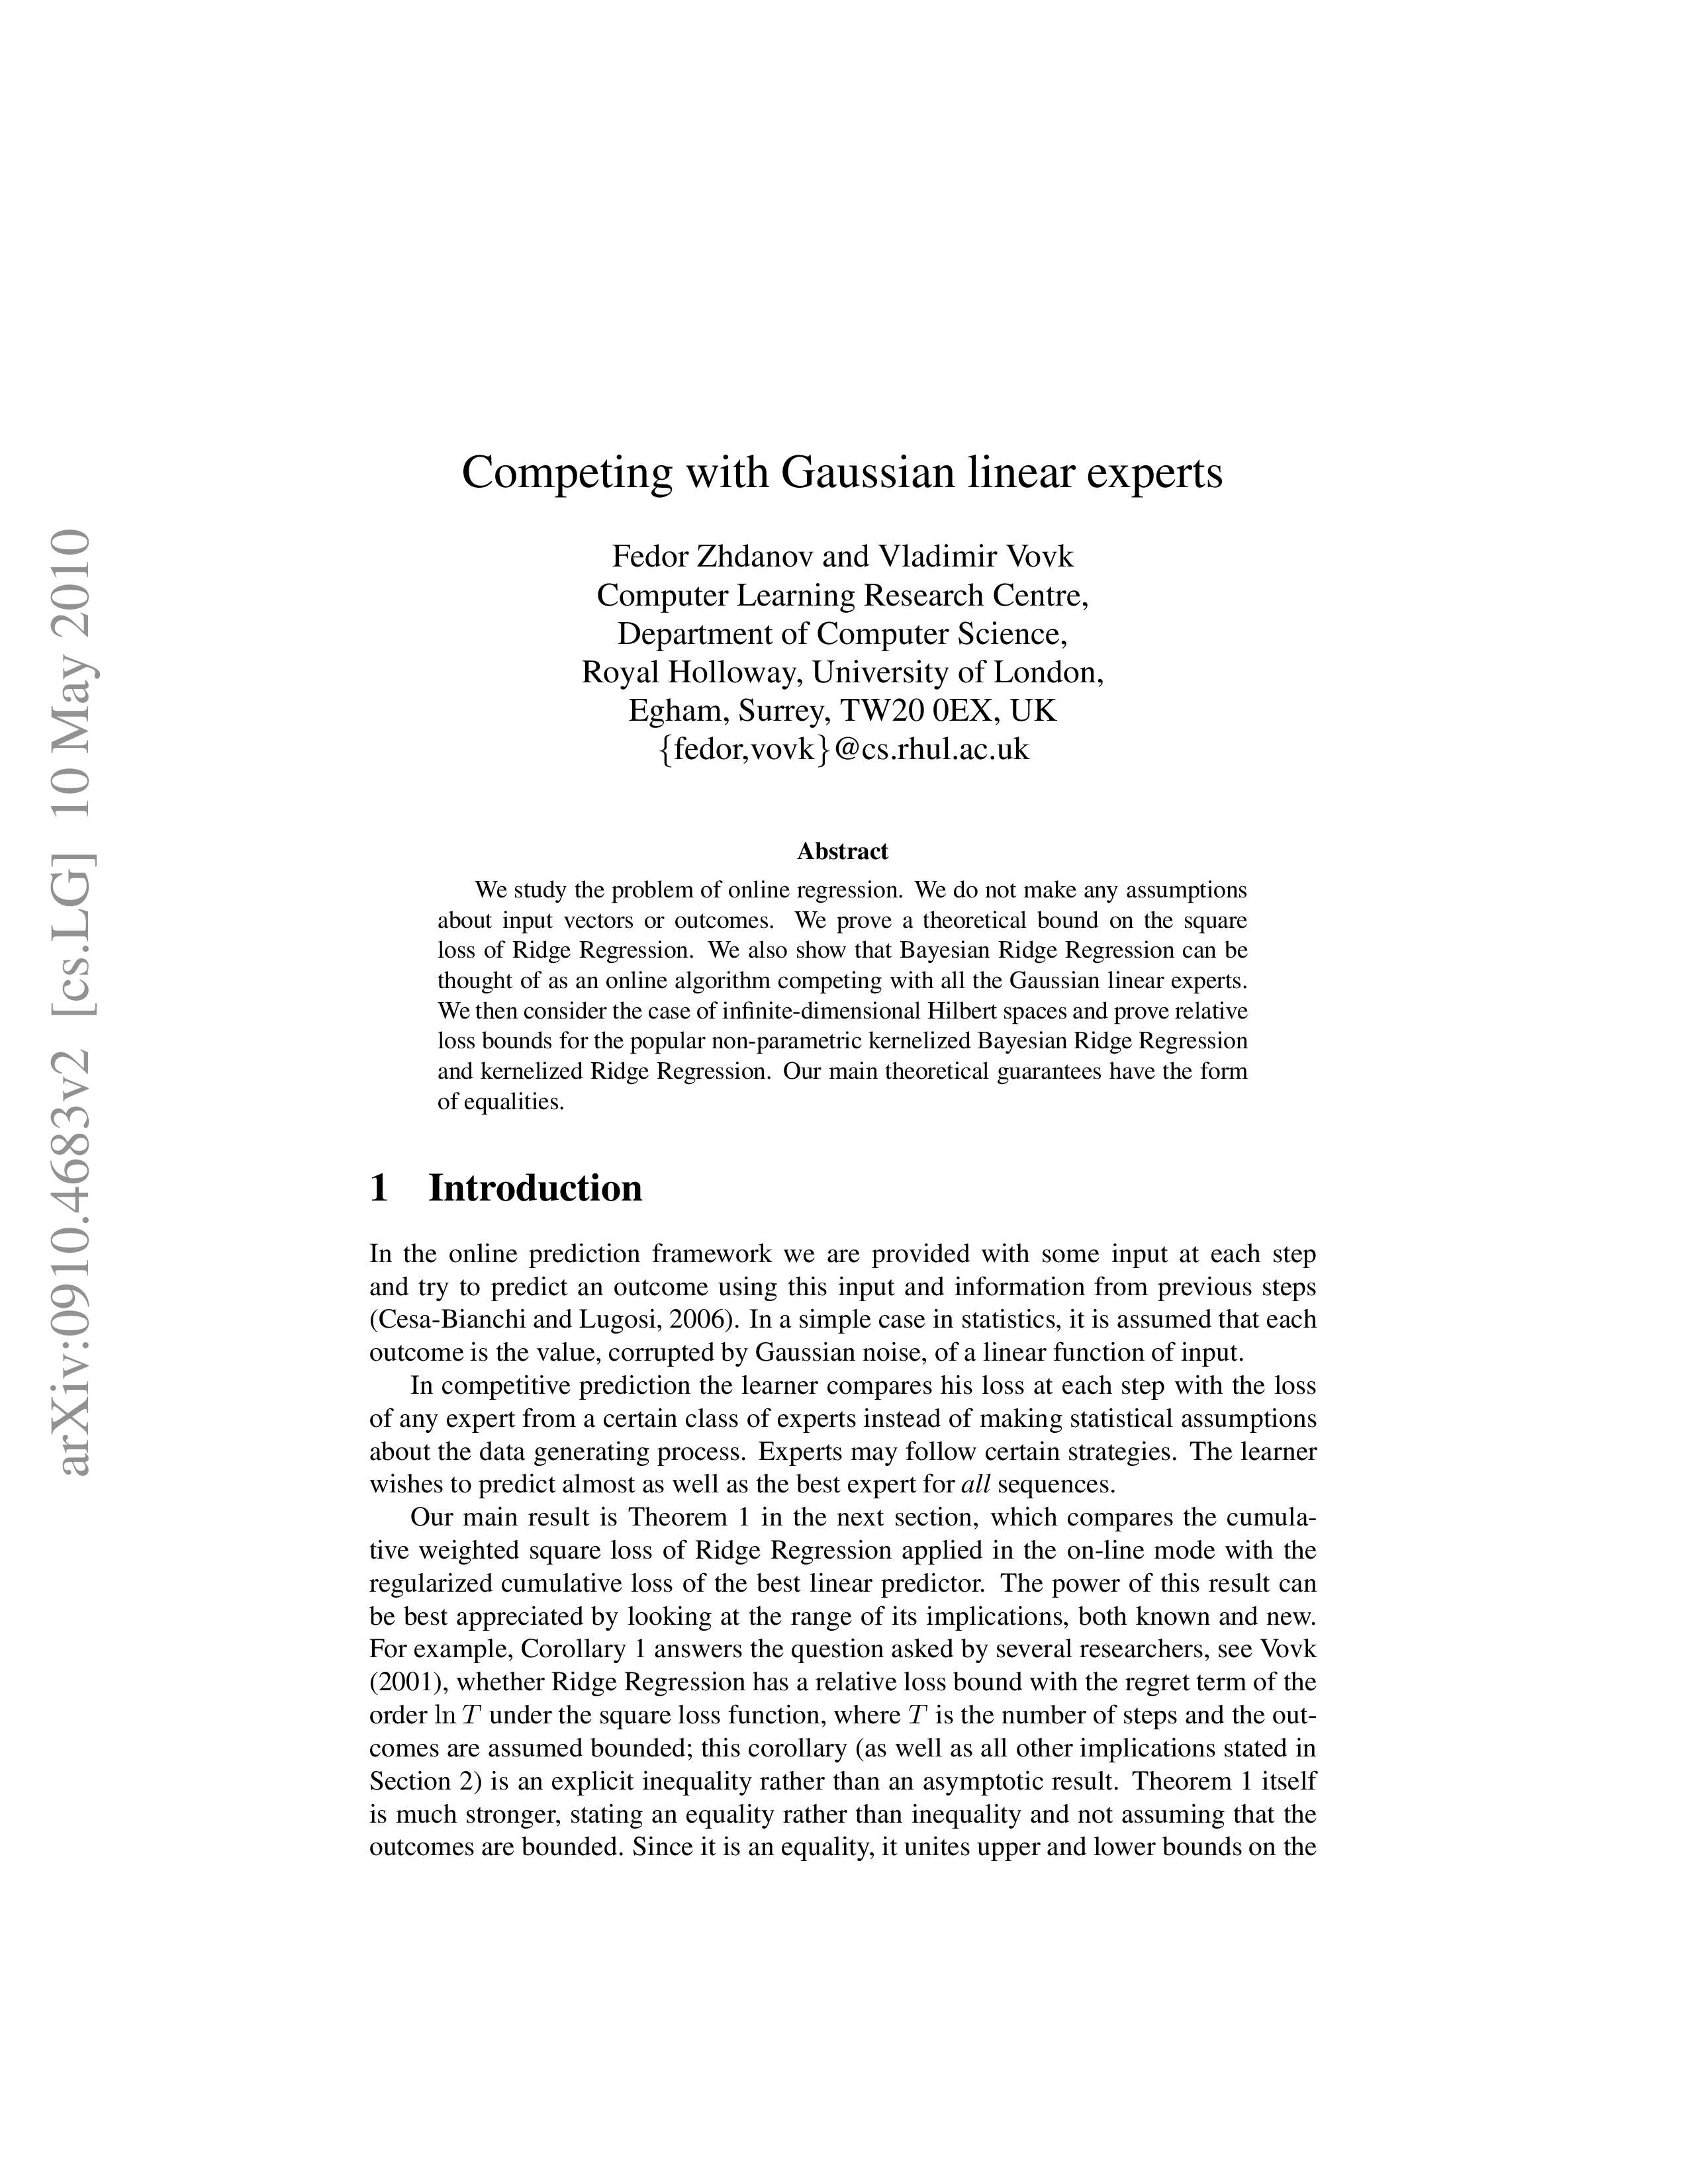 Competing with Gaussian linear experts
Fedor Zhdanov and Vladimir Vovk
Computer Learning Research Centre,
Department of Computer Science,
Royal Holloway, University of London,
Egham, Surrey, TW20 0EX, UK
{fedor,vovk}@cs.rhul.ac.uk
Abstract
We study the problem of online regression. We do not make any assumptions
about input vectors or outcomes. We prove a theoretical bound on the square
loss of Ridge Regression. We also show that Bayesian Ridge Regression can be
thought of as an online algorithm competing with all the Gaussian linear experts.
We then consider the case of infinite-dimensional Hilbert spaces and prove relative
loss bounds for the popular non-parametric kernelized Bayesian Ridge Regression
and kernelized Ridge Regression. Our main theoretical guarantees have the form
of equalities.
1 Introduction
In the online prediction framework we are provided with some input at each step
and try to predict an outcome using this input and information from previous steps
(Cesa-Bianchi and Lugosi, 2006). In a simple case in statistics, it is assumed that each
outcome is the value, corrupted by Gaussian noise, of a linear function of input.
In competitive prediction the learner compares his loss at each step with the loss
of any expert from a certain class of experts instead of making statistical assumptions
about the data generating process. Experts may follow certain strategies. The learner
wishes to predict almost as well as the best expert for all sequences.
Our main result is Theorem 1 in the next section, which compares the cumula-
tive weighted square loss of Ridge Regression applied in the on-line mode with the
regularized cumulative loss of the best linear predictor. The power of this result can
be best appreciated by looking at the range of its implications, both known and new.
For example, Corollary 1 answers the question asked by several researchers, see Vovk
(2001), whether Ridge Regression has a relative loss bound with the regret term of the
order ln T under the square loss function, where T is the number of steps and the out-
comes are assumed bounded; this corollary (as well as all other implications stated in
Section 2) is an explicit inequality rather than an asymptotic result. Theorem 1 itself
is much stronger, stating an equality rather than inequality and not assuming that the
outcomes are bounded. Since it is an equality, it unites upper and lower bounds on the
arXiv:0910.4683v2 [cs.LG] 10 May 2010